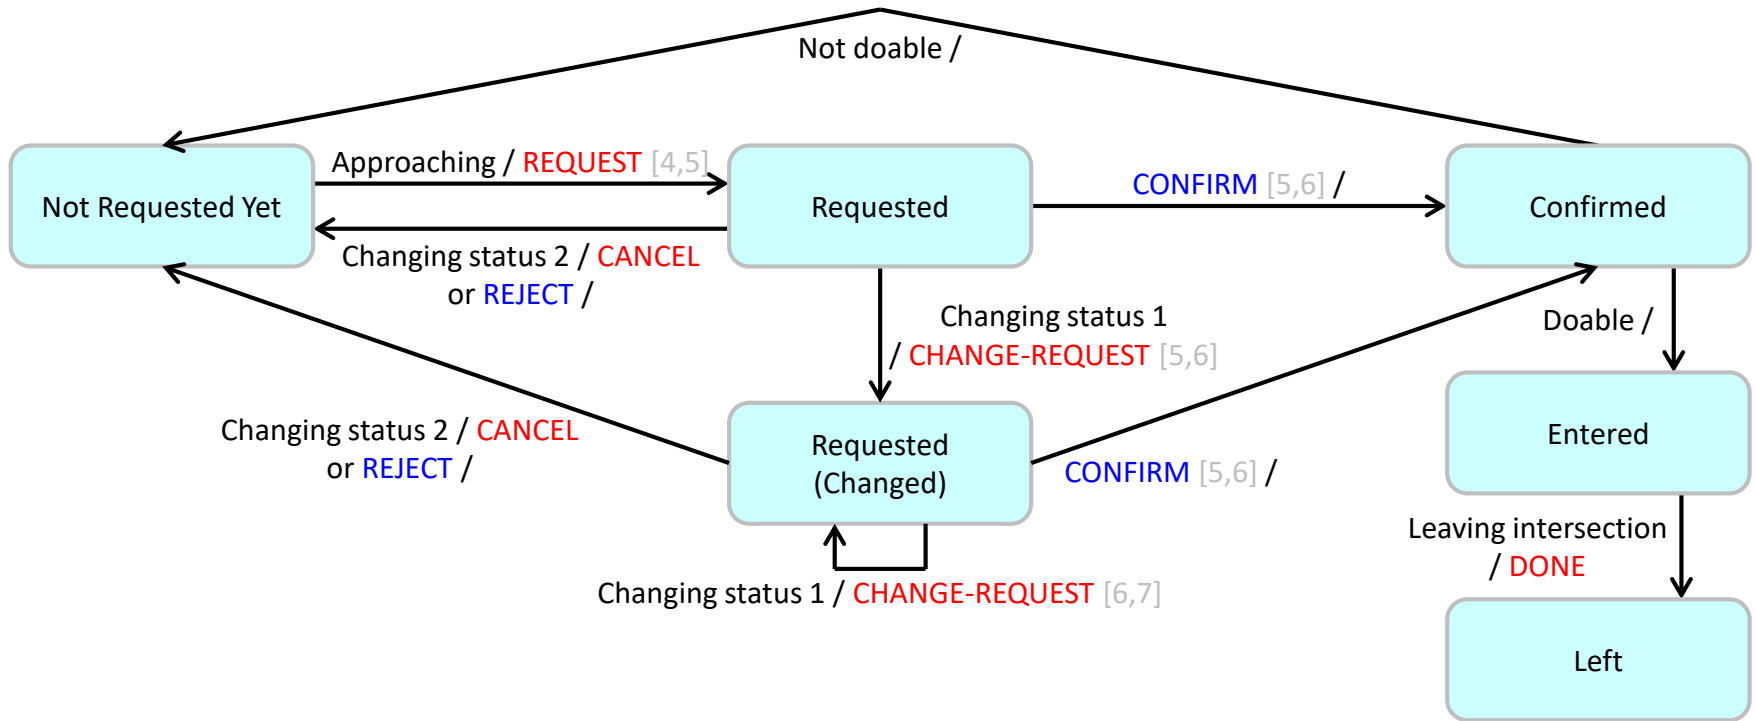 Not doable /
Approaching / REQUEST [4,5]
Not Requested Yet
Requested
CONFIRM [5,6] /
Confirmed
Changing status 2 / CANCEL
or REJECT /
Changing status 1
/ CHANGE-REQUEST [5,6]
Doable /
Changing status 2 / CANCEL
or REJECT /
Requested
(Changed)
CONFIRM [5,6] /
Entered
Leaving intersection
/ DONE
Changing status 1 / CHANGE-REQUEST [6,7]
Left